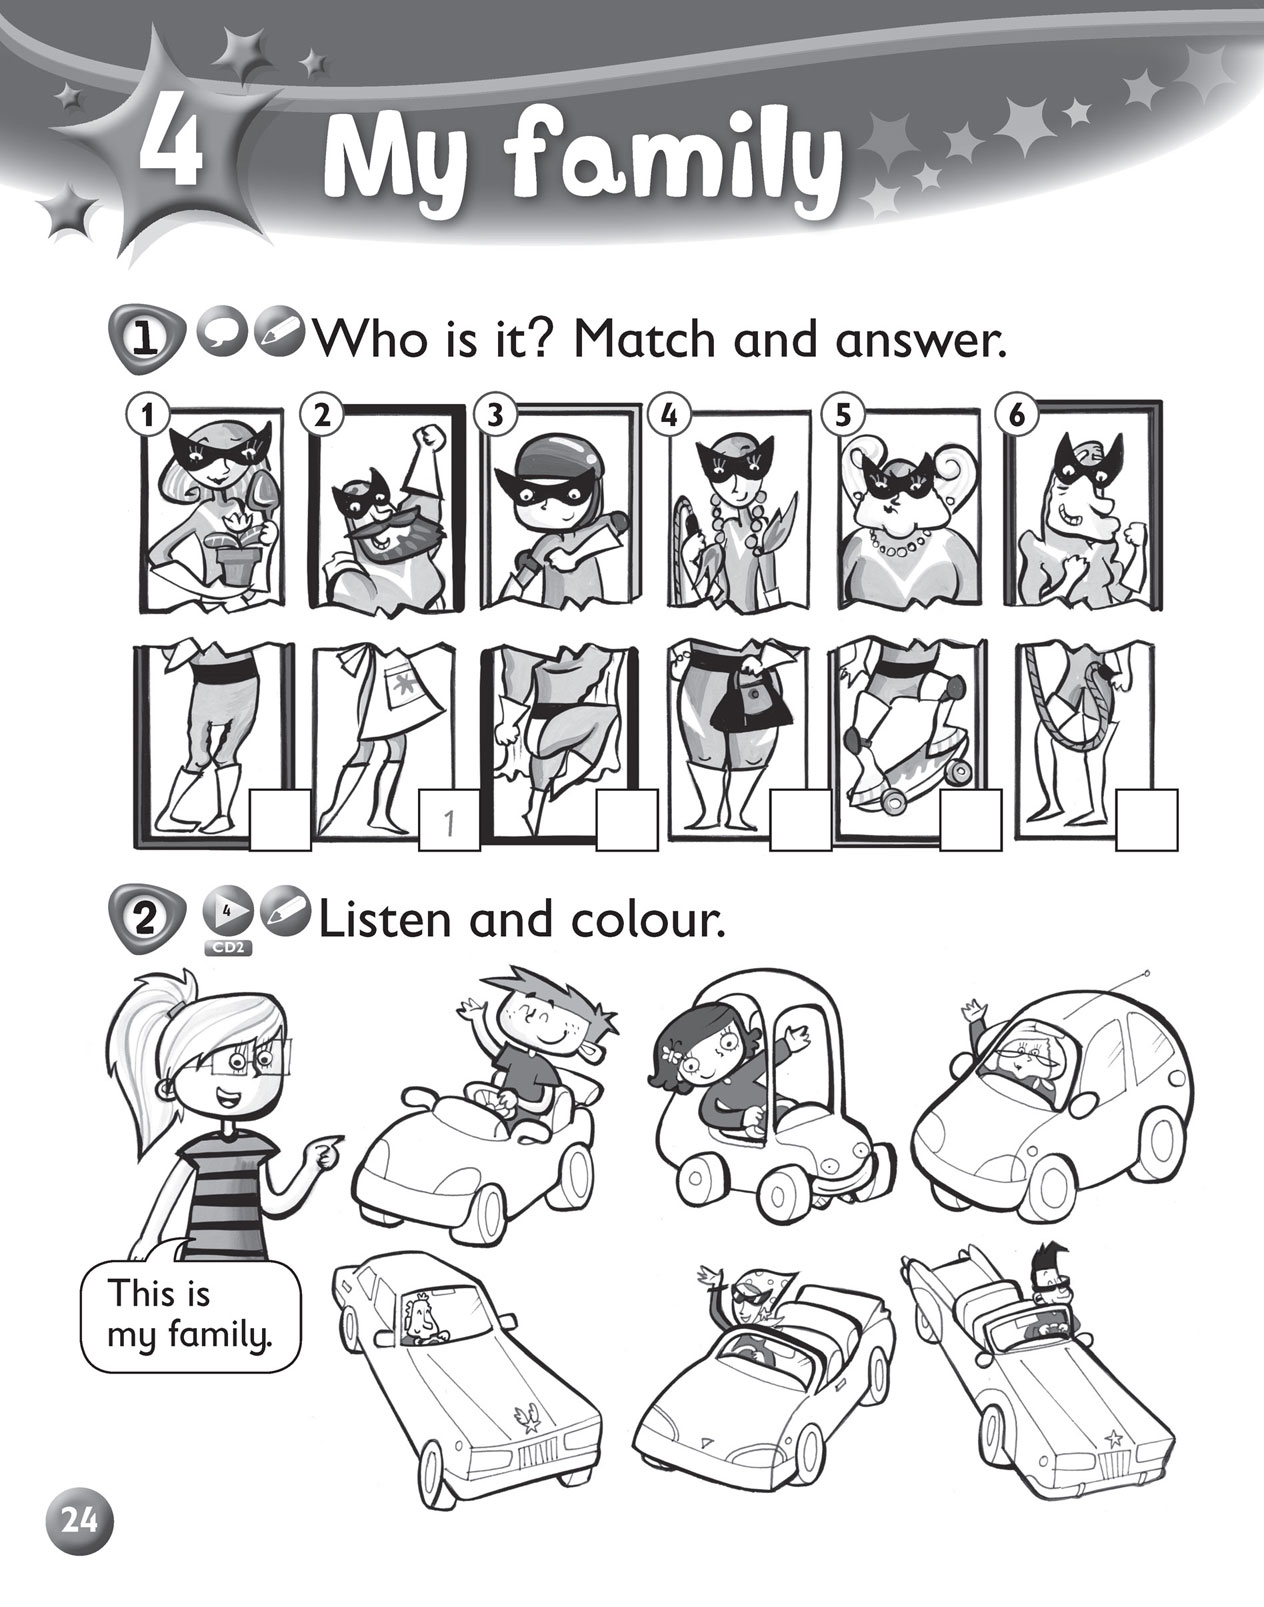 4
My family
1 Who is it? Match and answer.
1 2 3 4 5 6
1
2 4 Listen and colour.
CD2
This is
my family.
24